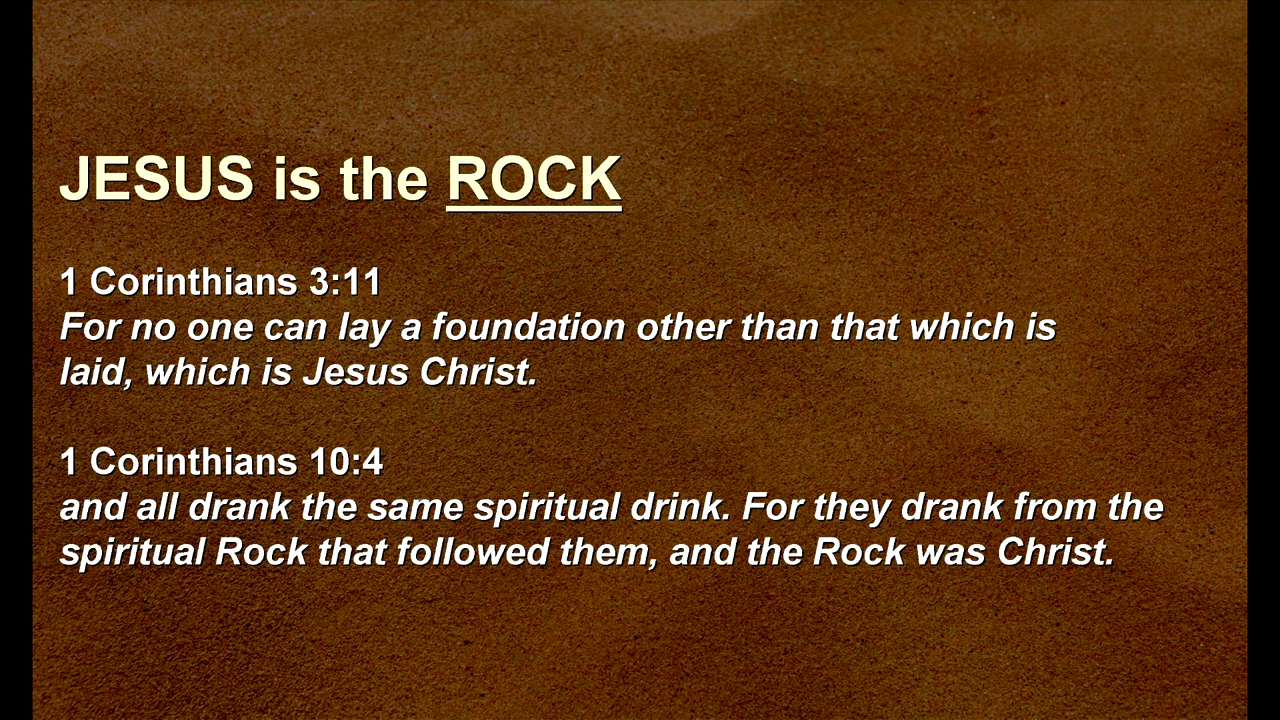 JESUS is the ROCK
1 Corinthians 3:11
For no one can lay a foundation other than that which is
laid, which is Jesus Christ.
1 Corinthians 10:4
and all drank the same spiritual drink. For they drank from the
spiritual Rock that followed them, and the Rock was Christ.